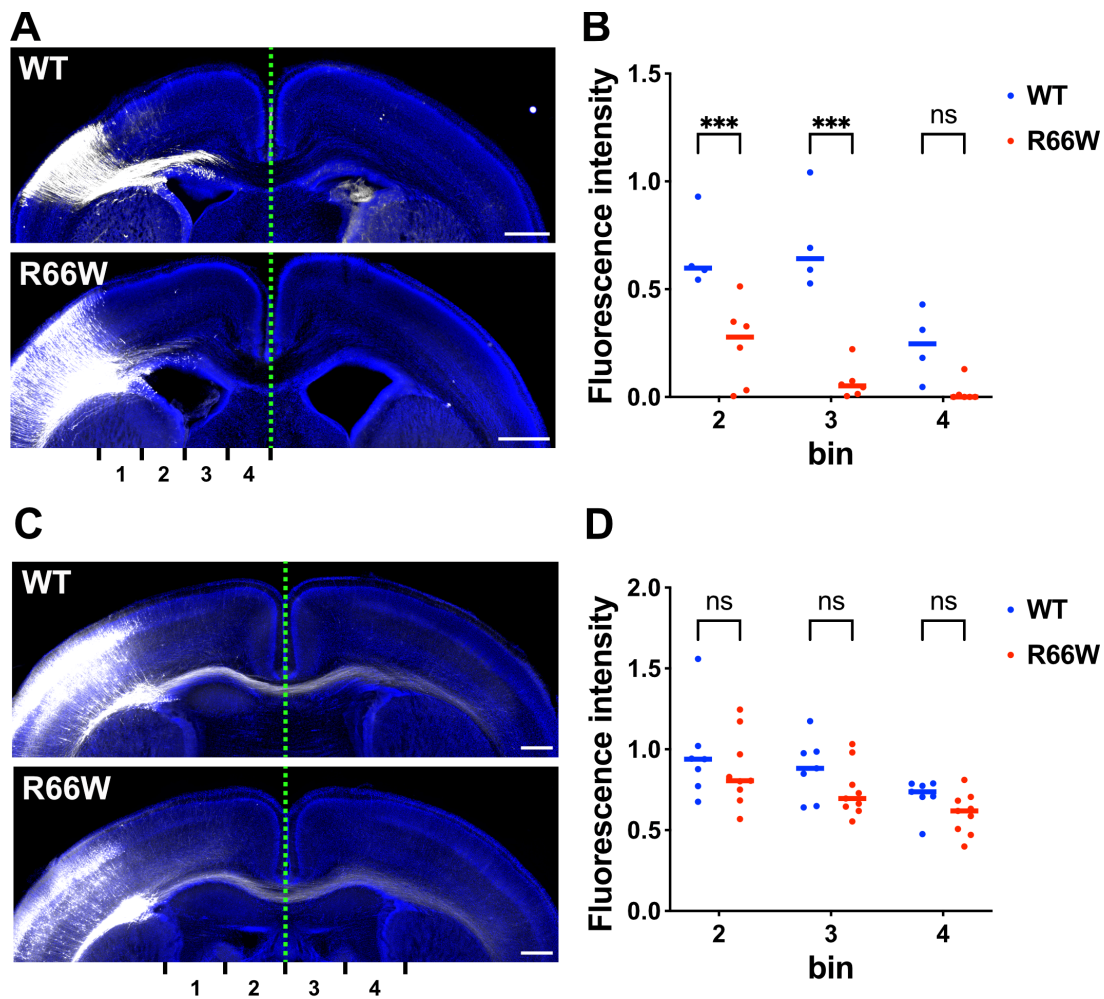 A
WT
R66W
1 2 3 4
B
Fluorescence intensity
1.5
1.0
0.5
0.0
*** *** ns
2 3 4
bin
WT
R66W
C
WT
R66W
1 2 3 4
D
Fluorescence intensity
2.0
1.5
1.0
0.5
0.0
ns ns ns
2 3 4
bin
WT
R66W